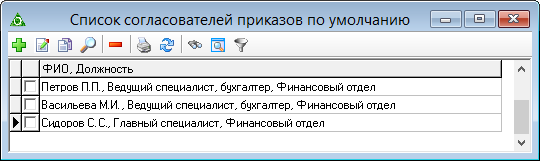 Список согласователей приказов по умолчанию
ФИО, Должность
Петров П.П., Ведущий специалист, бухгалтер, Финансовый отдел
Васильева М.И., Ведущий специалист, бухгалтер, Финансовый отдел
Сидоров С.С., Главный специалист, Финансовый отдел